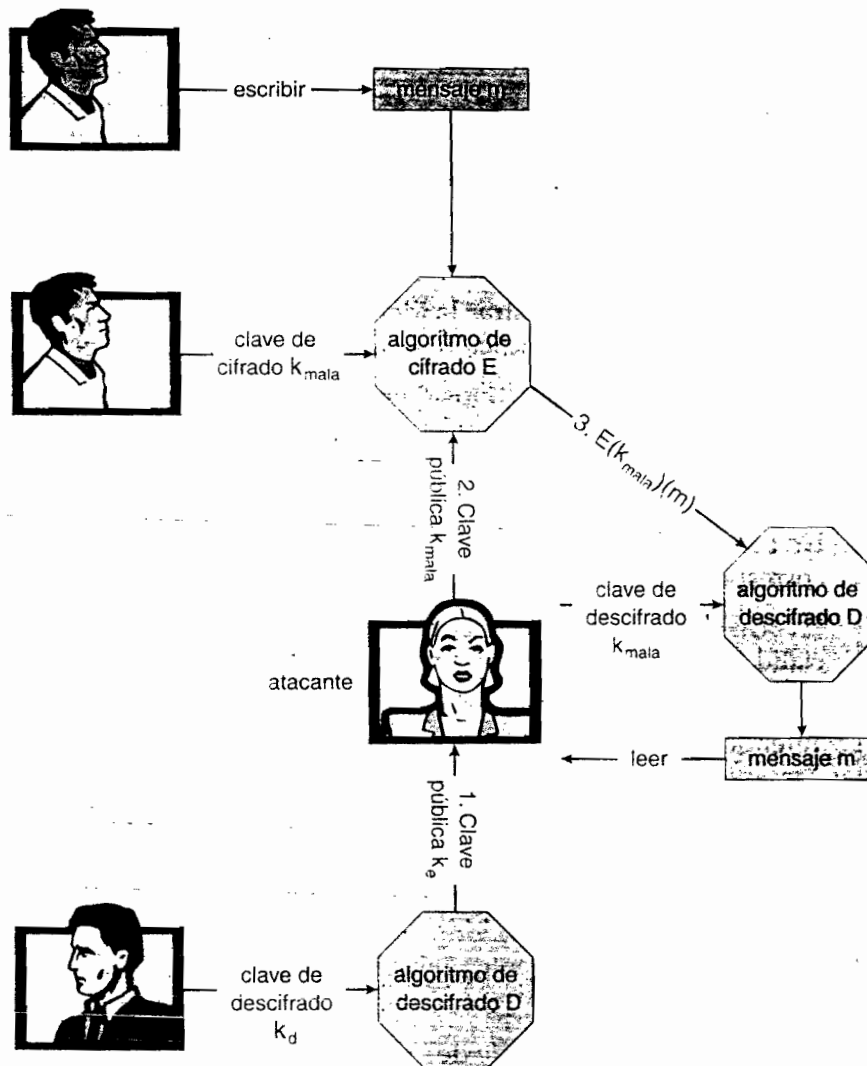 escribir
mensaje m
clave de
cifrado k_mala
algoritmo de
cifrado E
3. E(k_mala)(m)
2. Clave
pública k_mala
clave de
descifrado
k_mala
algoritmo de
descifrado D
atacante
leer
mensaje m
1. Clave
pública k_e
clave de
descifrado
k_d
algoritmo de
descifrado D